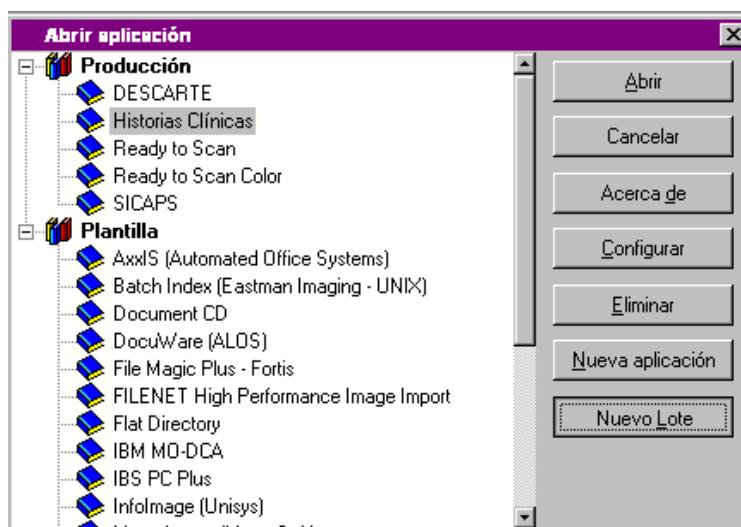 Abrir aplicación
Producción
DESCARTE
Historias Clínicas
Ready to Scan
Ready to Scan Color
SICAPS
Plantilla
AxxIS (Automated Office Systems)
Batch Index (Eastman Imaging - UNIX)
Document CD
DocuWare (ALOS)
File Magic Plus - Fortis
FILENET High Performance Image Import
Flat Directory
IBM MO-DCA
IBS PC Plus
InfoImage (Unisys)
Abrir
Cancelar
Acerca de
Configurar
Eliminar
Nueva aplicación
Nuevo Lote